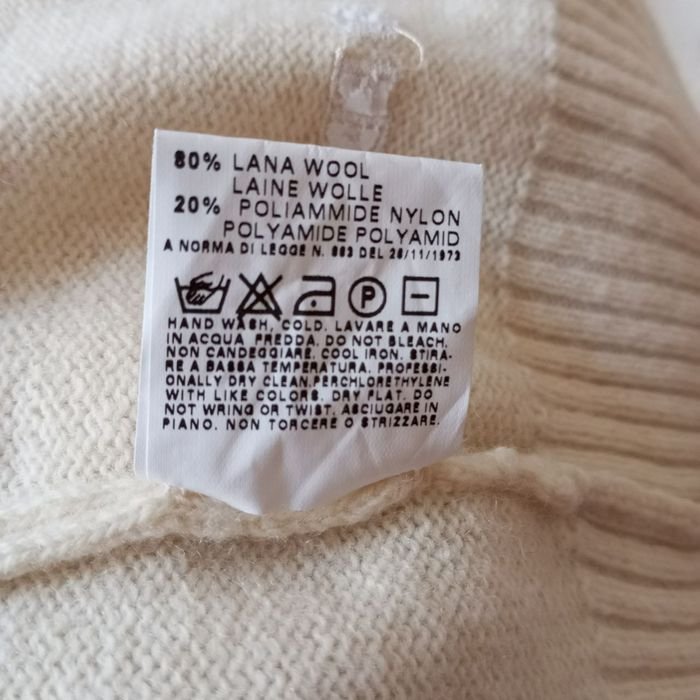 80% LANA WOOL
LAINE WOLLE
20% POLIAMMIDE NYLON
POLYAMIDE POLYAMID
A NORMA DI LEGGE N. 883 DEL 26/11/1973
P
HAND WASH, COLD. LAVARE A MANO
IN ACQUA FREDDA. DO NOT BLEACH.
NON CANDEGGIARE. COOL IRON. STIRA-
RE A BASSA TEMPERATURA. PROFESSI-
ONALLY DRY CLEAN.PERCHLORETHYLENE
WITH LIKE COLORS. DRY FLAT. DO
NOT WRING OR TWIST. ASCIUGARE IN
PIANO. NON TORCERE O STRIZZARE.